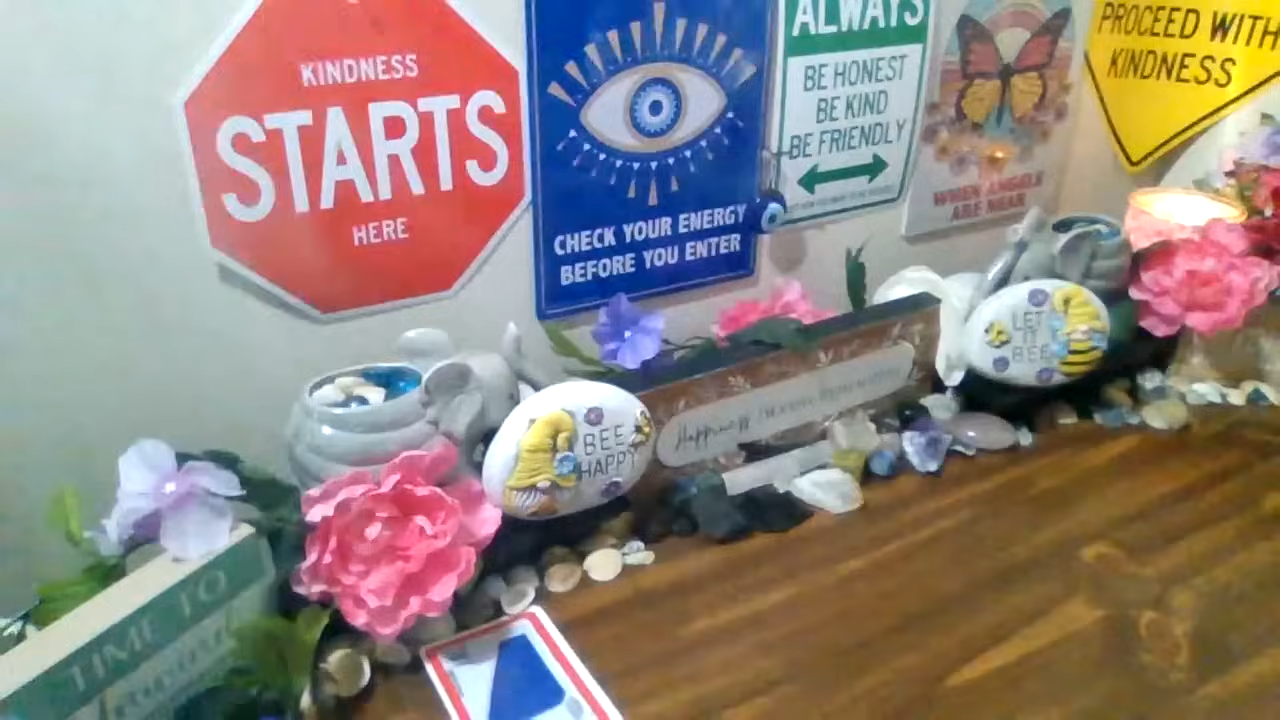 KINDNESS
STARTS
HERE
CHECK YOUR ENERGY
BEFORE YOU ENTER
ALWAYS
BE HONEST
BE KIND
BE FRIENDLY
WHEN ANGELS
ARE NEAR
PROCEED WITH
KINDNESS
LET
IT
BEE
BEE
HAPPY
Happiness
TIME TO